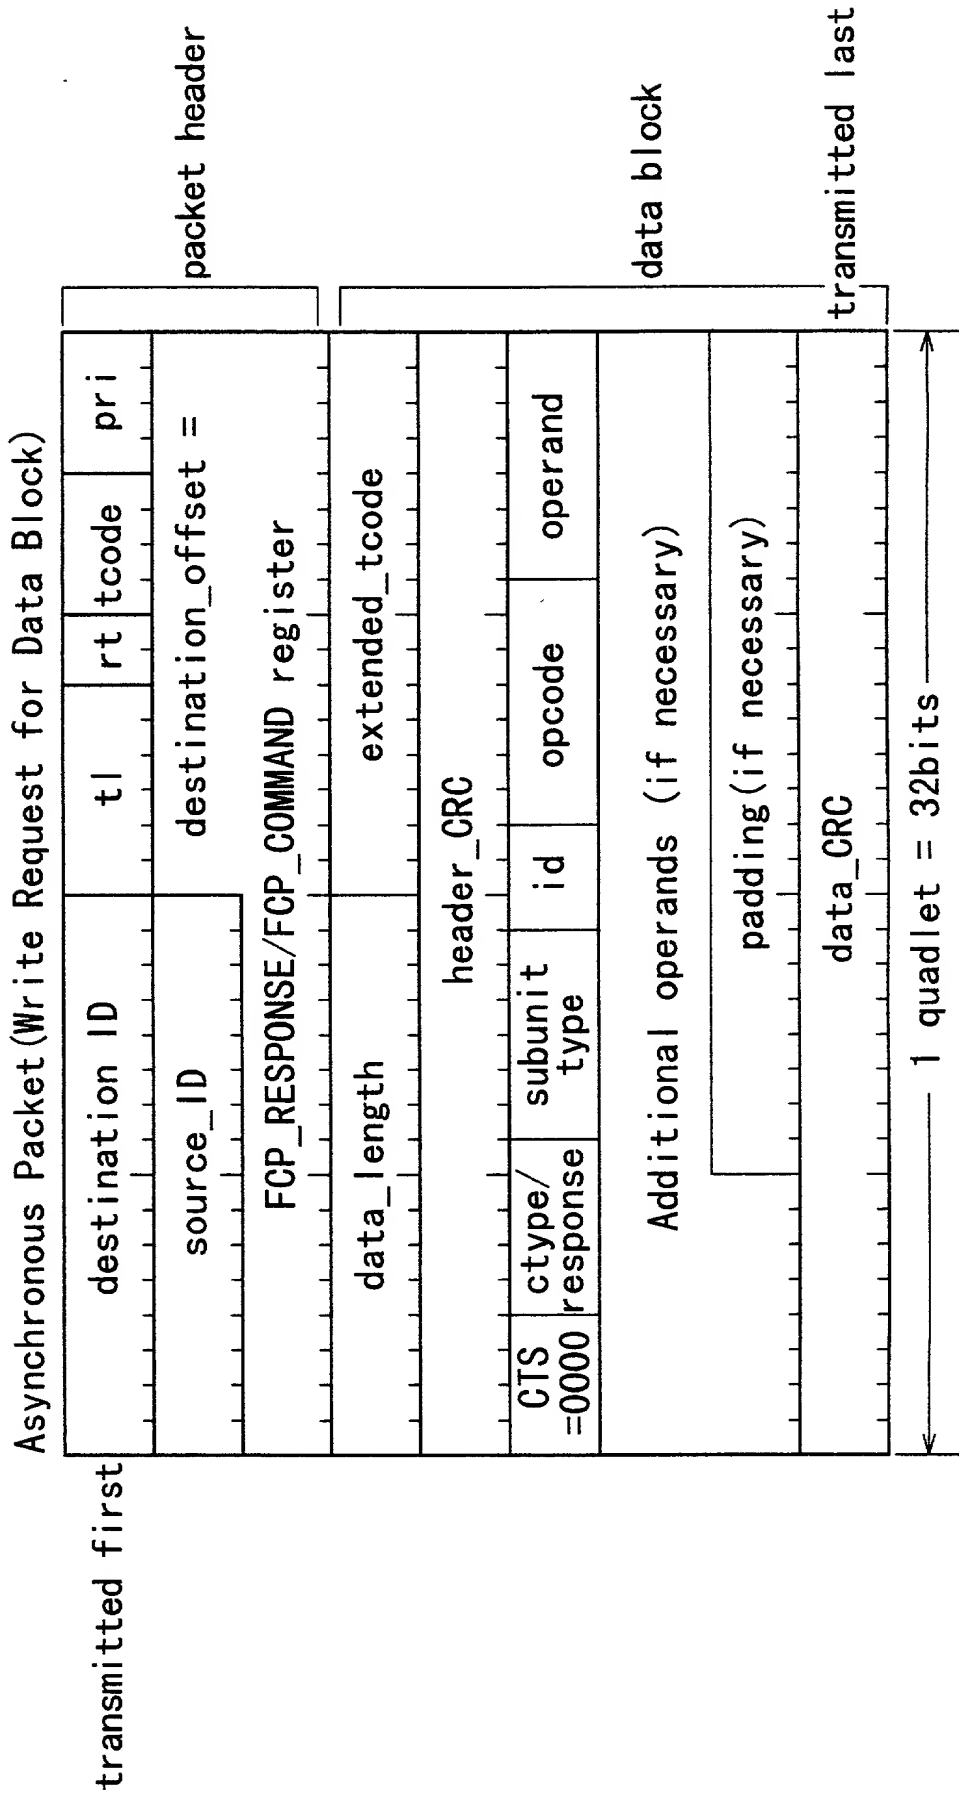 Asynchronous Packet(Write Request for Data Block)
transmitted first
destination ID
tl
rt
tcode
pri
source_ID
destination_offset =
FCP_RESPONSE/FCP_COMMAND register
packet header
data_length
extended_tcode
header_CRC
CTS
=0000
ctype/
response
subunit
type
id
opcode
operand
Additional operands (if necessary)
padding(if necessary)
data_CRC
data block
transmitted last
1 quadlet = 32bits